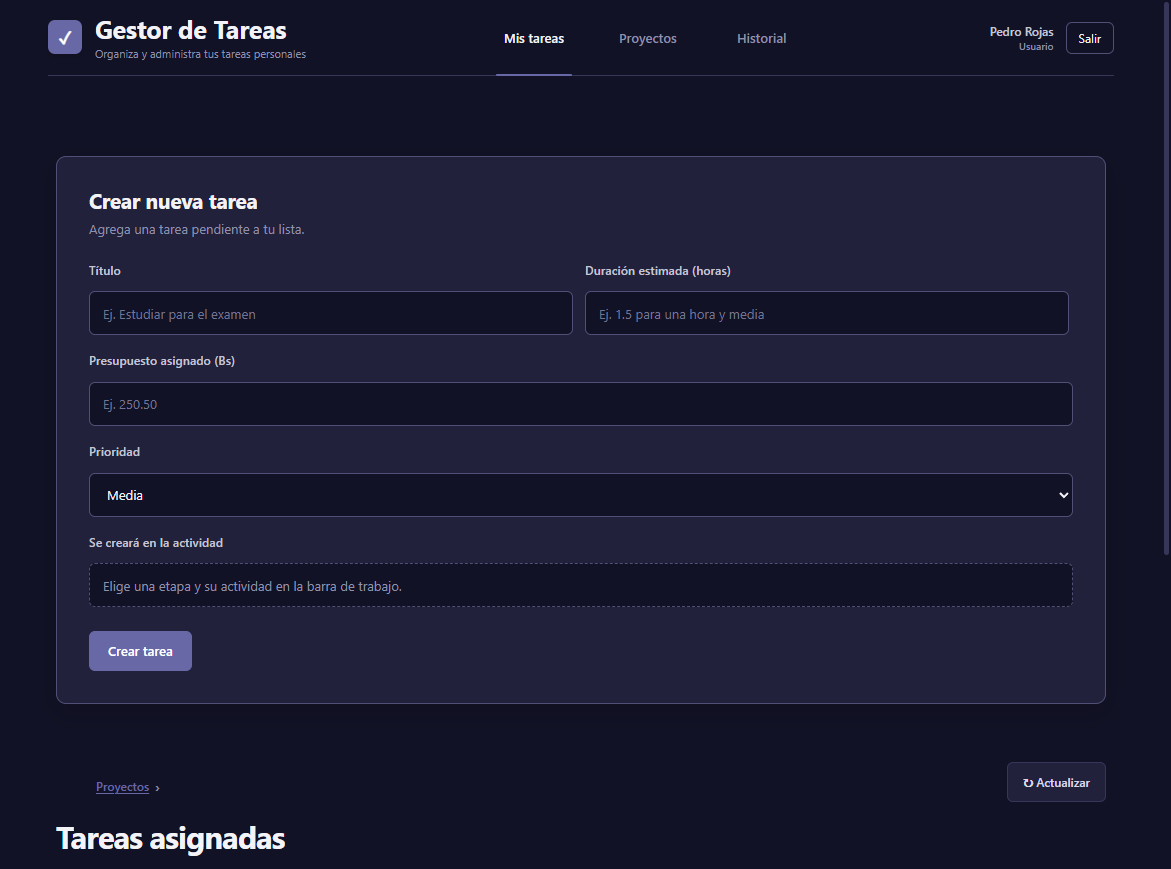 Gestor de Tareas
Organiza y administra tus tareas personales
Mis tareas
Proyectos
Historial
Pedro Rojas
Usuario
Salir
Crear nueva tarea
Agrega una tarea pendiente a tu lista.
Título
Duración estimada (horas)
Ej. Estudiar para el examen
Ej. 1.5 para una hora y media
Presupuesto asignado (Bs)
Ej. 250.50
Prioridad
Media
Se creará en la actividad
Elige una etapa y su actividad en la barra de trabajo.
Crear tarea
Proyectos ›
↻ Actualizar
Tareas asignadas